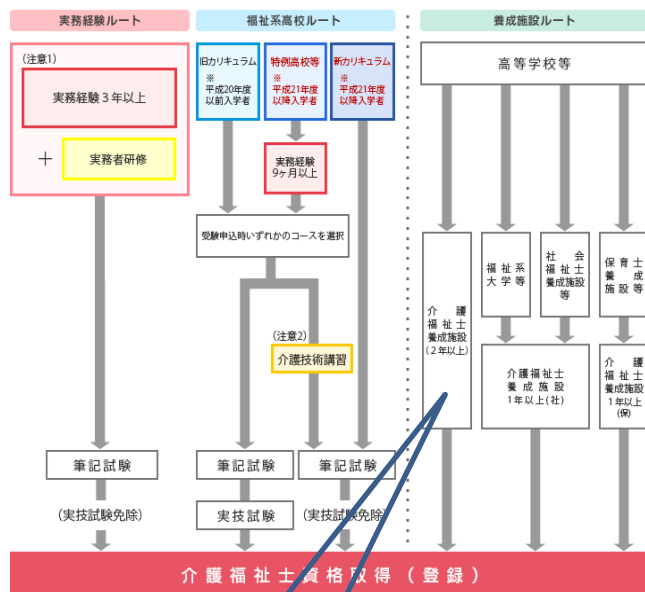 実務経験ルート
福祉系高校ルート
養成施設ルート
(注意1)
実務経験3年以上
+
実務者研修
旧カリキュラム
※
平成20年度
以前入学者
特例高校等
※
平成21年度
以降入学者
新カリキュラム
※
平成21年度
以降入学者
実務経験
9ヶ月以上
受験申込時いずれかのコースを選択
(注意2)
介護技術講習
高等学校等
介護
福祉士
養成施設
(2年以上)
福祉系
大学等
社会
福祉士
養成施設
等
保育士
養成
施設等
介護福祉士
養成施設
1年以上(社)
介護
福祉士
養成施設
1年以上
(保)
筆記試験
筆記試験
筆記試験
(実技試験免除)
実技試験
(実技試験免除)
介護福祉士資格取得(登録)